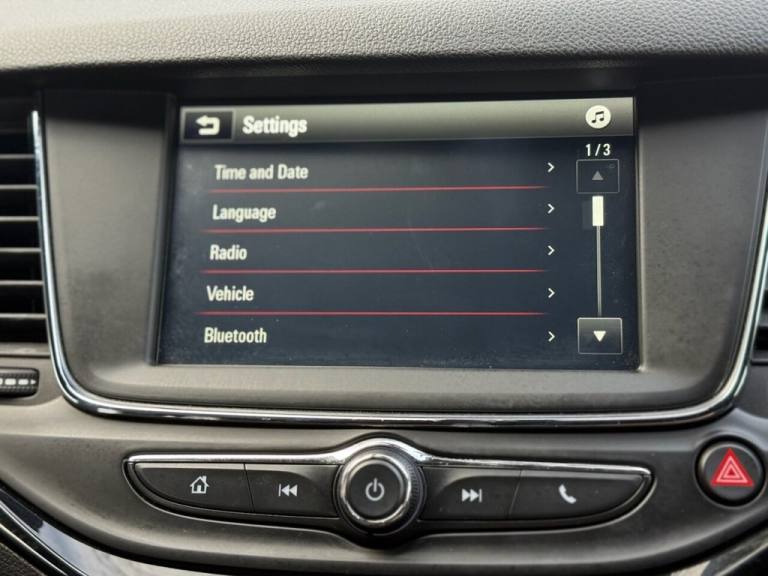 Settings
1/3
Time and Date
Language
Radio
Vehicle
Bluetooth